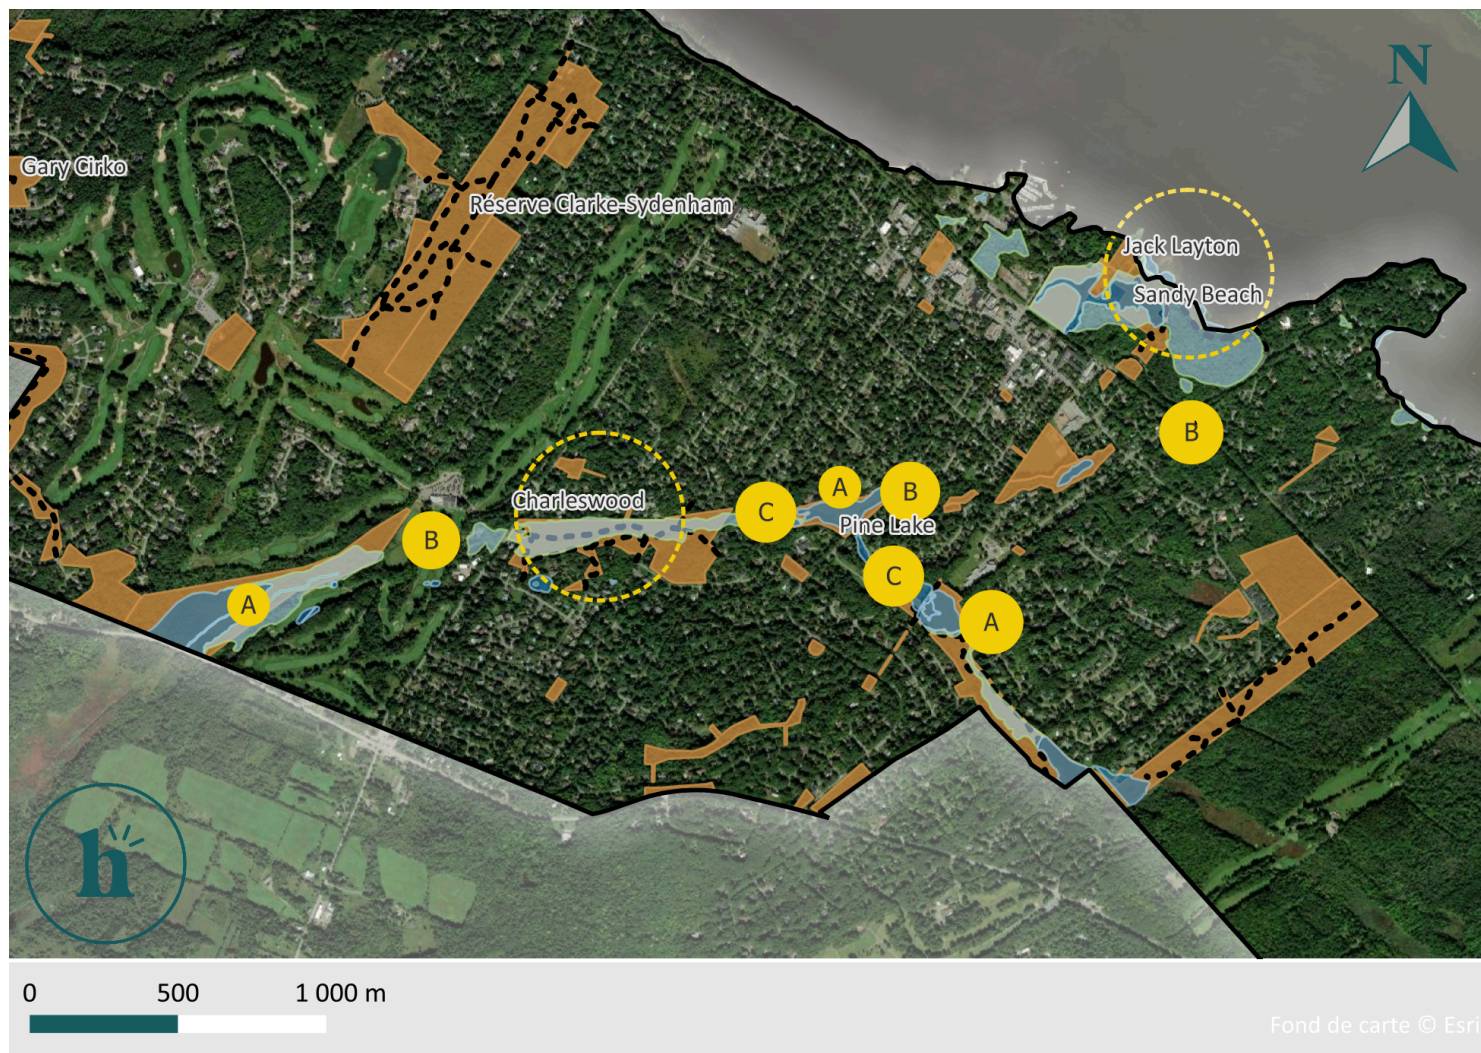 N
Gary Cirko
Réserve Clarke-Sydenham
Jack Layton
Sandy Beach
B
Charleswood
A
B
C
Pine Lake
B
C
A
A
h
0 500 1 000 m
Fond de carte © Esri